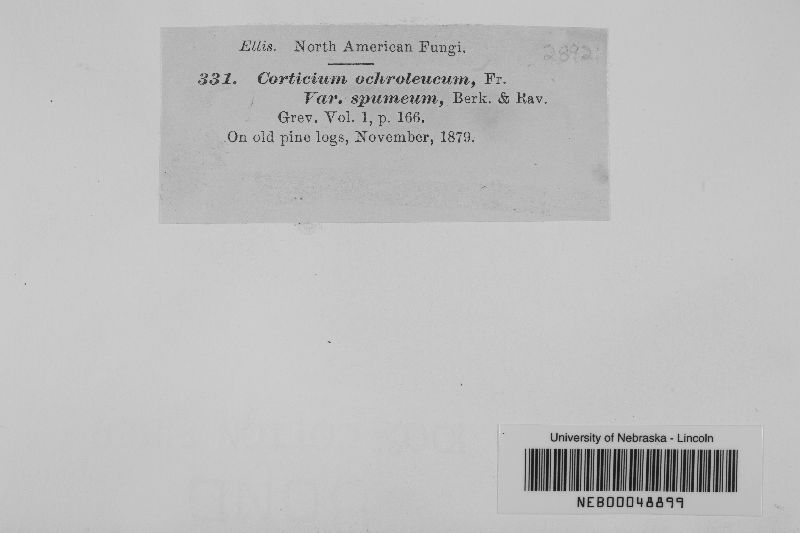 Ellis. North American Fungi.
2892
331. Corticium ochroleucum, Fr.
Var. spumeum, Berk. & Rav.
Grev. Vol. 1, p. 166.
On old pine logs, November, 1879.
University of Nebraska - Lincoln
NEB00048899